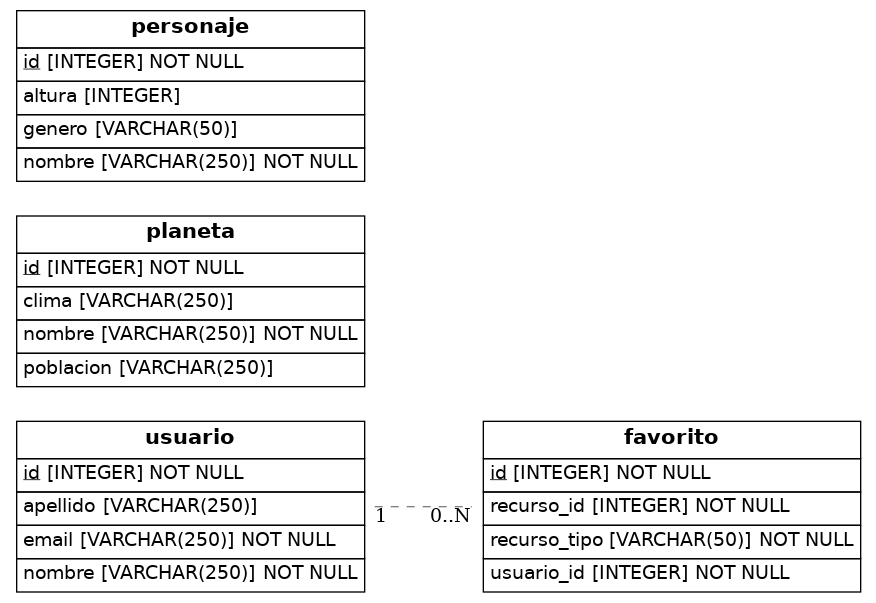 personaje
id [INTEGER] NOT NULL
altura [INTEGER]
genero [VARCHAR(50)]
nombre [VARCHAR(250)] NOT NULL
planeta
id [INTEGER] NOT NULL
clima [VARCHAR(250)]
nombre [VARCHAR(250)] NOT NULL
poblacion [VARCHAR(250)]
usuario
id [INTEGER] NOT NULL
apellido [VARCHAR(250)]
email [VARCHAR(250)] NOT NULL
nombre [VARCHAR(250)] NOT NULL
1
0..N
favorito
id [INTEGER] NOT NULL
recurso_id [INTEGER] NOT NULL
recurso_tipo [VARCHAR(50)] NOT NULL
usuario_id [INTEGER] NOT NULL